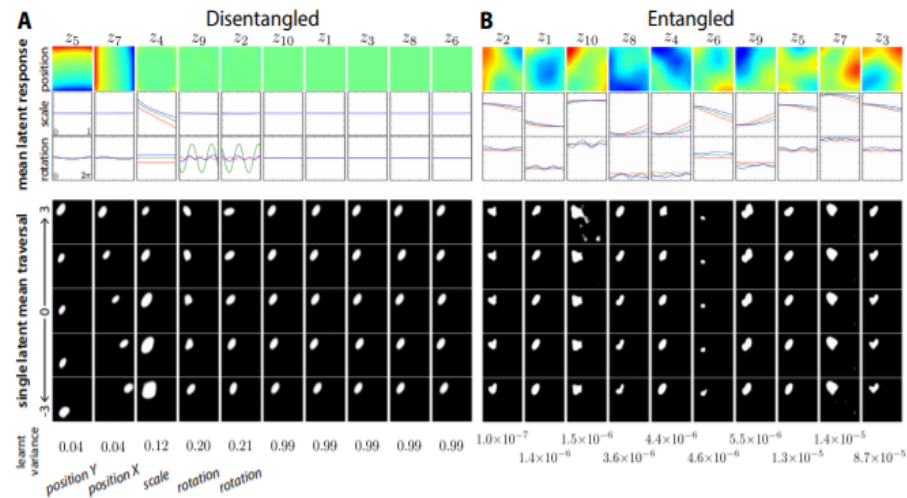 A Disentangled
z5 z7 z4 z9 z2 z10 z1 z3 z8 z6
B Entangled
z2 z1 z10 z8 z4 z6 z9 z5 z7 z3
mean latent response
position
scale
0 1
rotation
0 2π
single latent mean traversal
3
0
-3
learnt
variance
0.04 0.04 0.12 0.20 0.21 0.99 0.99 0.99 0.99 0.99
position Y position X scale rotation rotation
1.0×10⁻⁷ 1.5×10⁻⁶ 4.4×10⁻⁶ 5.5×10⁻⁶ 1.4×10⁻⁵
1.4×10⁻⁶ 3.6×10⁻⁶ 4.6×10⁻⁶ 1.3×10⁻⁵ 8.7×10⁻⁵